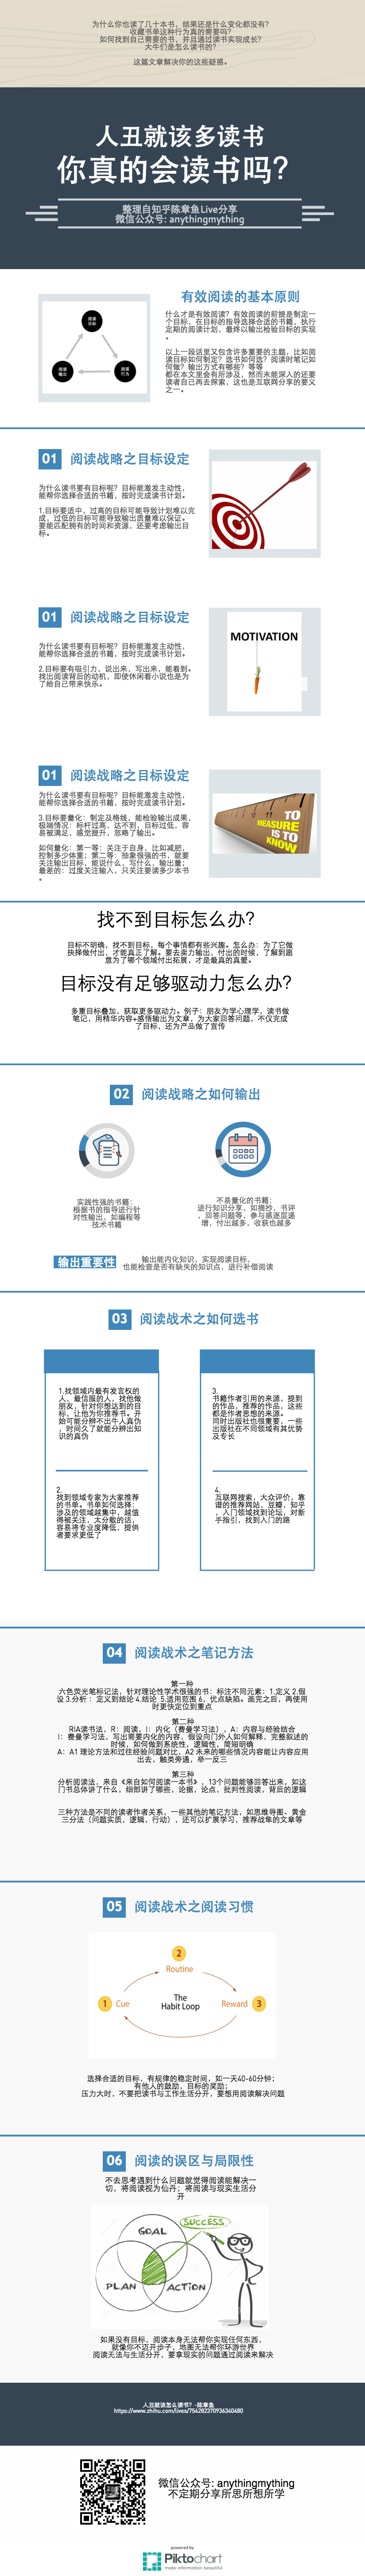 为什么你也读了几十本书，结果还是什么变化都没有?
收藏书单这种行为真的需要吗?
如何找到自己需要的书，并且通过读书实现成长?
大牛们是怎么读书的?
这篇文章解决你的这些疑惑。
人丑就该多读书
你真的会读书吗?
整理自知乎陈章鱼Live分享
微信公众号: anythingmything
有效阅读的基本原则
阅读
目标
阅读
输出
阅读
行为
什么才是有效阅读? 有效阅读的前提是制定一
个目标，在目标的指导选择合适的书籍，执行
定期的阅读计划，最终以输出检验目标的实现
。
以上一段话里又包含许多重要的主题，比如阅
读目标如何制定? 选书如何选? 阅读时笔记如
何做? 输出方式有哪些? 等等
都在本文里会有所涉及，然而未能深入的还要
读者自己再去探索，这也是互联网分享的要义
之一。
01 阅读战略之目标设定
为什么读书要有目标呢? 目标能激发主动性，
能帮你选择合适的书籍，按时完成读书计划。
1.目标要适中，过高的目标可能导致计划难以完
成，过低的目标可能导致输出质量难以保证。
要能匹配拥有的时间和资源，还要考虑输出目
标。
01 阅读战略之目标设定
为什么读书要有目标呢? 目标能激发主动性，
能帮你选择合适的书籍，按时完成读书计划。
2.目标要有吸引力，说出来，写出来，能看到。
找出阅读背后的动机，即使休闲看小说也是为
了给自己带来快乐。
MOTIVATION
01 阅读战略之目标设定
为什么读书要有目标呢? 目标能激发主动性，
能帮你选择合适的书籍，按时完成读书计划。
3.目标要量化：制定及格线，能检验输出成果，
极端情况：标杆过高，达不到，目标过低，容
易被满足，感觉提升，忽略了输出。
如何量化：第一等：关注于自身，比如减肥，
控制多少体重；第二等：抽象很强的书，就要
关注输出目标，能说什么，写什么，输出量；
最差的：过度关注输入，只关注要读多少本书
。
TO
MEASURE
IS TO
KNOW
找不到目标怎么办?
目标不明确，找不到目标，每个事情都有些兴趣。怎么办：为了它做
抉择做付出，才能真正了解。要去卖力输出，付出的时候，了解到愿
意为了哪个领域付出拓展，才是最真的真爱。
目标没有足够驱动力怎么办?
多重目标叠加，获取更多驱动力。例子：朋友为学心理学，读书做
笔记，用精华内容+感悟输出为文章，为大家回答问题，不仅完成
了目标，还为产品做了宣传
02 阅读战略之如何输出
实践性强的书籍：
根据书的指导进行针
对性输出，如编程等
技术书籍
不易量化的书籍：
进行知识分享，如摘抄，书评
，回答问题等，参与感逐层递
增，付出越多，收获也越多
输出重要性
输出能内化知识，实现阅读目标，
也能检查是否有缺失的知识点，进行补偿阅读
03 阅读战术之如何选书
1.找领域内最有发言权的
人，最信服的人，找他做
朋友，针对你想达到的目
标，让他为你推荐书。开
始可能分辨不出牛人真伪
，时间久了就能分辨出知
识的真伪
2.
找到领域专家为大家推荐
的书单。书单如何选择：
涉及的领域越集中，越值
得被关注，太分散的话，
容易将专业度降低，提供
者要求更低了
3.
书籍作者引用的来源，提到
的作品，推荐的作品，这些
都是作者思想的来源。
同时出版社也很重要，一些
出版社在不同领域有其优势
及专长
4.
互联网搜索，大众评价，靠
谱的推荐网站，豆瓣，知乎
，入门领域找到论坛，对新
手指引，找到入门的路
04 阅读战术之笔记方法
第一种
六色荧光笔标记法，针对理论性学术很强的书：标注不同元素：1.定义 2.假
设 3.分析：定义到结论 4.结论 5.适用范围 6，优点缺陷。画完之后，再使用
时更快定位到重点
第二种
RIA读书法，R：阅读，I：内化（费曼学习法），A：内容与经验结合
I：费曼学习法，写出需要内化的内容，假设向门外人如何解释，完整叙述的
时候，如何做到系统性，逻辑性，简短明确
A：A1 理论方法和过往经验问题对比，A2 未来的哪些情况内容能让内容应用
出去，触类旁通，举一反三
第三种
分析阅读法，来自《来自如何阅读一本书》，13个问题能够回答出来，如这
门书总体讲了什么，细部讲了哪些，论据，论点，批判性阅读，背后的逻辑
三种方法是不同的读者作者关系，一些其他的笔记方法，如思维导图、黄金
三分法（问题实质，逻辑，行动），还可以扩展学习，推荐战隼的文章等
05 阅读战术之阅读习惯
2
Routine
1 Cue
The
Habit Loop
Reward 3
选择合适的目标，有规律的稳定时间，如一天40-60分钟；
有他人的鼓励，目标的奖励；
压力大时，不要把读书与工作生活分开，要想用阅读解决问题
06 阅读的误区与局限性
不去思考遇到什么问题就觉得阅读能解决一
切，将阅读视为仙丹；将阅读与现实生活分
开
GOAL
SUCCESS
PLAN
ACTION
如果没有目标，阅读本身无法帮你实现任何东西，
就像你不迈开步子，地图无法帮你环游世界
阅读无法与生活分开，要拿现实的问题通过阅读来解决
人丑就该怎么读书? -陈章鱼
https://www.zhihu.com/lives/754282370936340480
微信公众号: anythingmything
不定期分享所思所想所学
powered by
Piktochart
make information beautiful